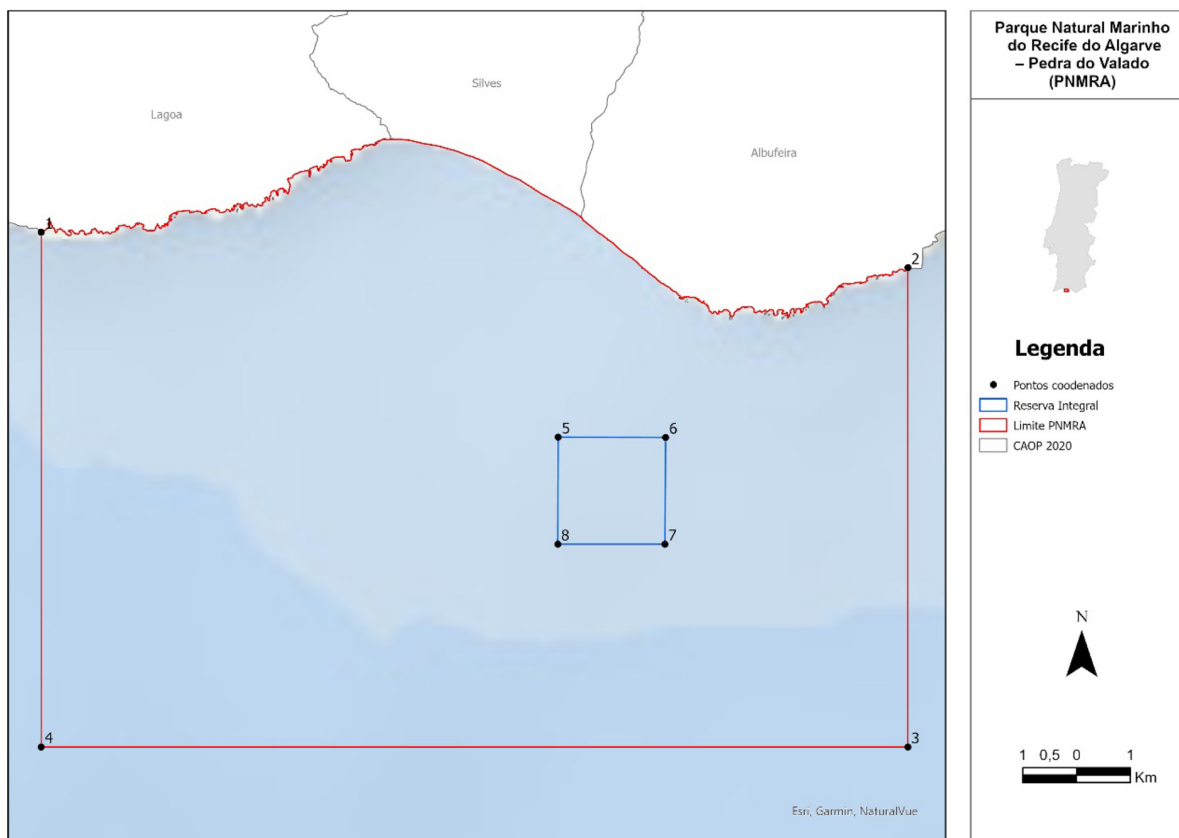 Lagoa
Silves
Albufeira
1
2
5
6
8
7
4
3
Esri, Garmin, NaturalVue
Parque Natural Marinho
do Recife do Algarve
– Pedra do Valado
(PNMRA)
Legenda
Pontos coodenados
Reserva Integral
Limite PNMRA
CAOP 2020
N
1 0,5 0 1
Km